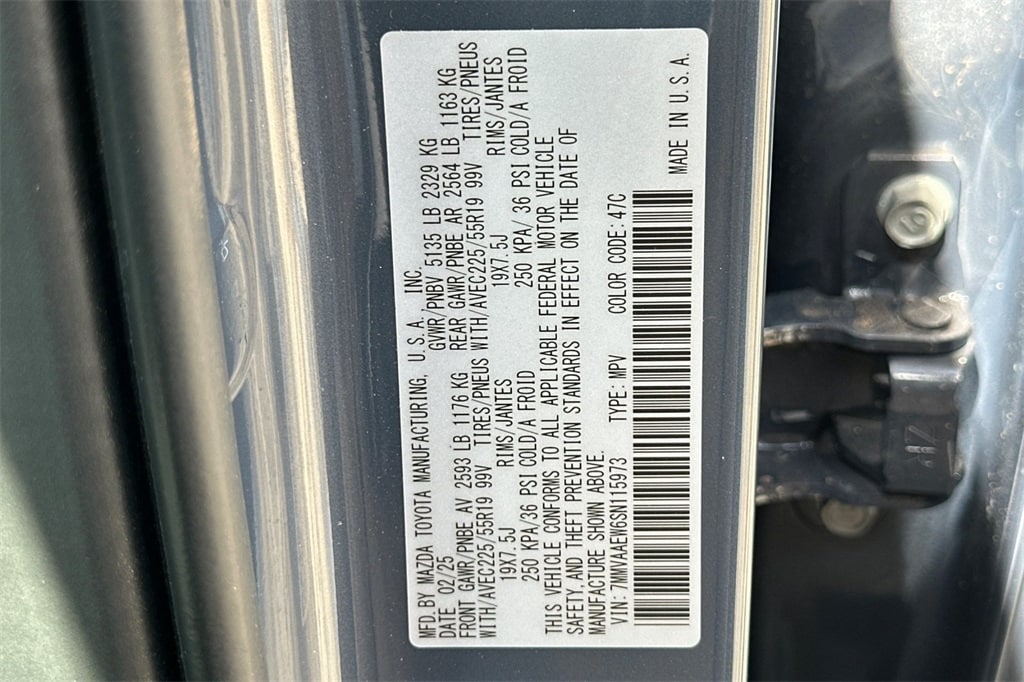 MFD. BY MAZDA TOYOTA MANUFACTURING, U. S. A., INC.
DATE 02/25 GVWR/PNBV 5135 LB 2329 KG
FRONT GAWR/PNBE AV 2593 LB 1176 KG REAR GAWR/PNBE AR 2564 LB 1163 KG
WITH/AVEC225/55R19 99V TIRES/PNEUS WITH/AVEC225/55R19 99V TIRES/PNEUS
19X7. 5J RIMS/JANTES 19X7. 5J RIMS/JANTES
250 KPA/36 PSI COLD/A FROID 250 KPA/ 36 PSI COLD/A FROID
THIS VEHICLE CONFORMS TO ALL APPLICABLE FEDERAL MOTOR VEHICLE
SAFETY AND THEFT PREVENTION STANDARDS IN EFFECT ON THE DATE OF
MANUFACTURE SHOWN ABOVE.
VIN: 7MMVAAEW6SN115973 TYPE: MPV COLOR CODE: 47C
MADE IN U. S. A.